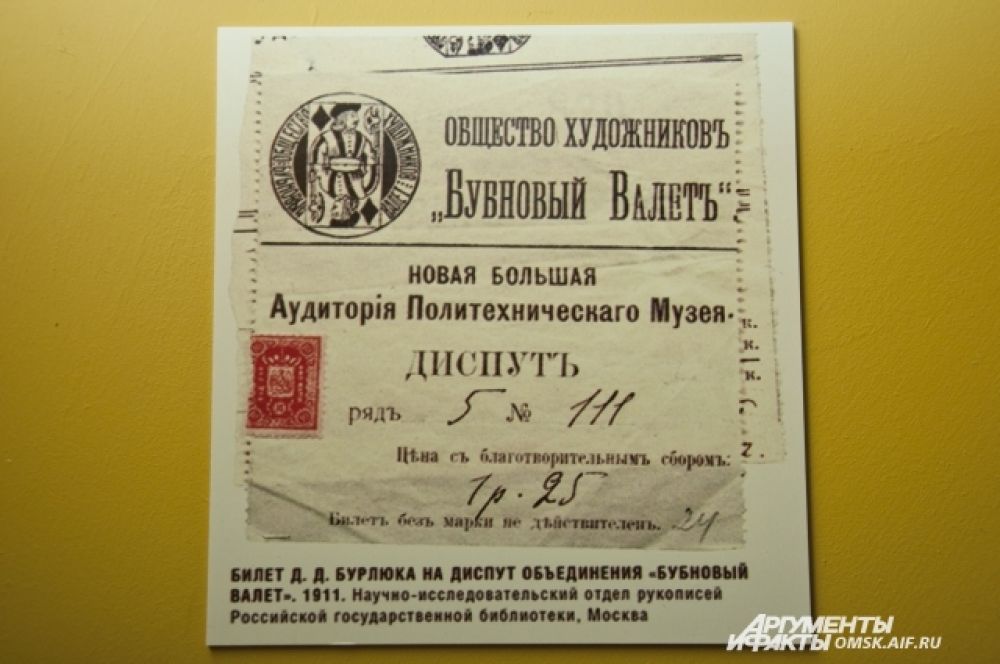 ОБЩЕСТВО ХУДОЖНИКОВЪ
„БУБНОВЫЙ ВАЛЕТЪ“
НОВАЯ БОЛЬШАЯ
Аудиторія Политехническаго Музея.
ДИСПУТЪ
рядъ 5 № 111
Цѣна съ благотворительнымъ сборомъ:
1 р. 25
Билетъ безъ марки не дѣйствителенъ. 24
к.
к.
к.
БИЛЕТ Д. Д. БУРЛЮКА НА ДИСПУТ ОБЪЕДИНЕНИЯ «БУБНОВЫЙ
ВАЛЕТ». 1911. Научно-исследовательский отдел рукописей
Российской государственной библиотеки, Москва
АРГУМЕНТЫ
И ФАКТЫ OMSK.AIF.RU